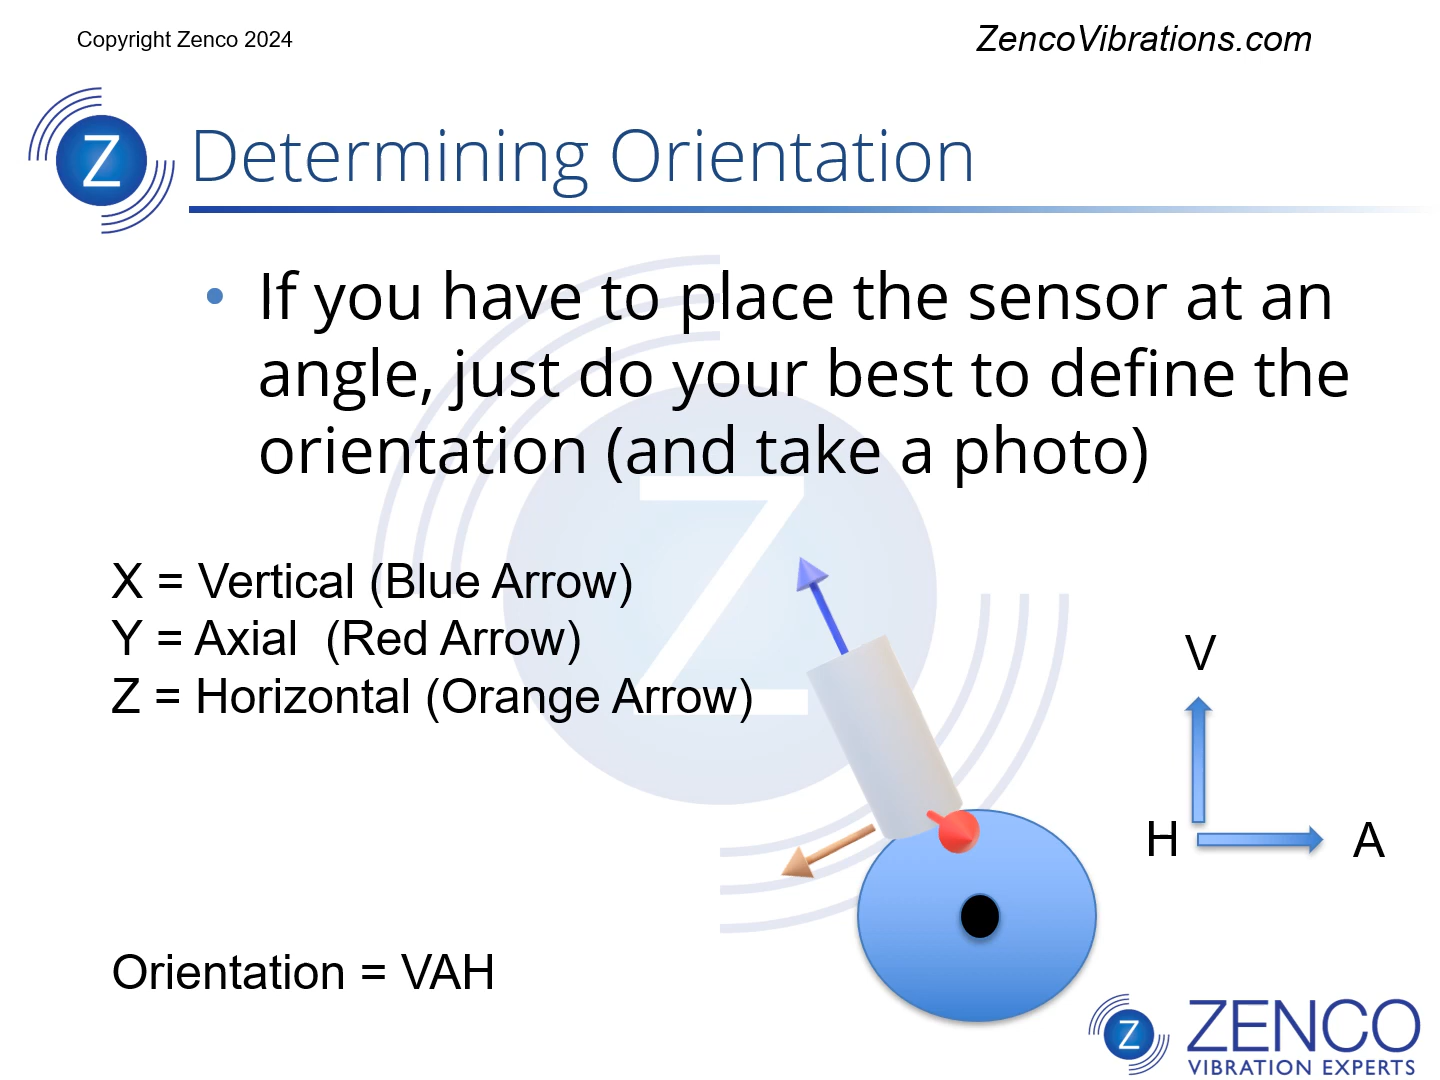 Copyright Zenco 2024
ZencoVibrations.com
Z
Determining Orientation
• If you have to place the sensor at an
angle, just do your best to define the
orientation (and take a photo)
Z
X = Vertical (Blue Arrow)
Y = Axial (Red Arrow)
Z = Horizontal (Orange Arrow)
V
H
A
Orientation = VAH
Z
ZENCO
VIBRATION EXPERTS